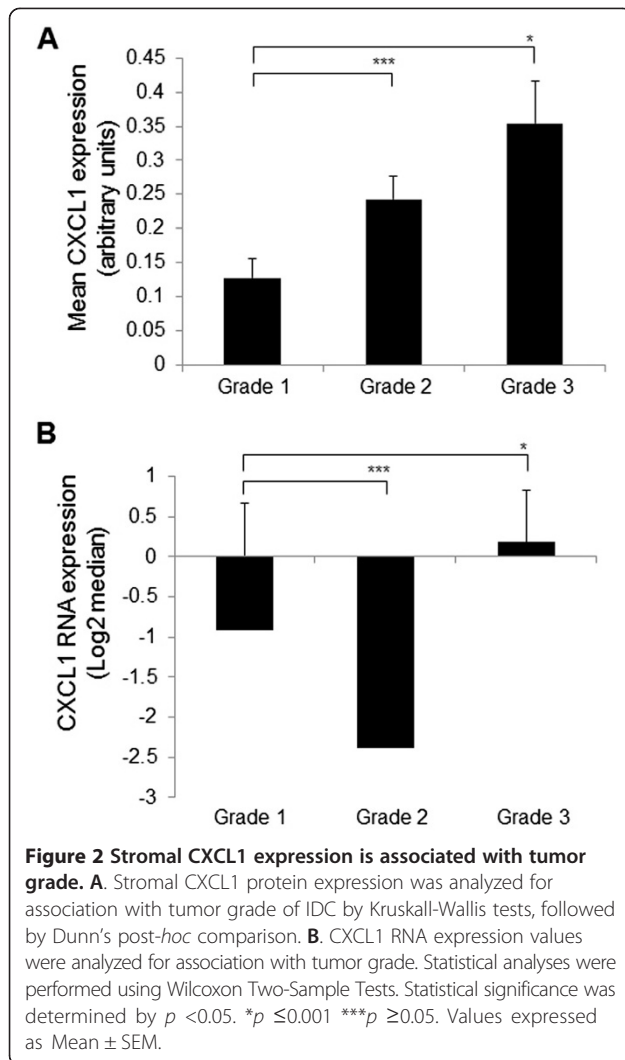 A
Mean CXCL1 expression
(arbitrary units)
0.45
0.4
0.35
0.3
0.25
0.2
0.15
0.1
0.05
0
*
***
Grade 1 Grade 2 Grade 3
B
CXCL1 RNA expression
(Log2 median)
1
0.5
0
-0.5
-1
-1.5
-2
-2.5
-3
*
***
Grade 1 Grade 2 Grade 3
Figure 2 Stromal CXCL1 expression is associated with tumor
grade. A. Stromal CXCL1 protein expression was analyzed for
association with tumor grade of IDC by Kruskall-Wallis tests, followed
by Dunn's post-hoc comparison. B. CXCL1 RNA expression values
were analyzed for association with tumor grade. Statistical analyses were
performed using Wilcoxon Two-Sample Tests. Statistical significance was
determined by p <0.05. *p ≤0.001 ***p ≥0.05. Values expressed
as Mean ± SEM.